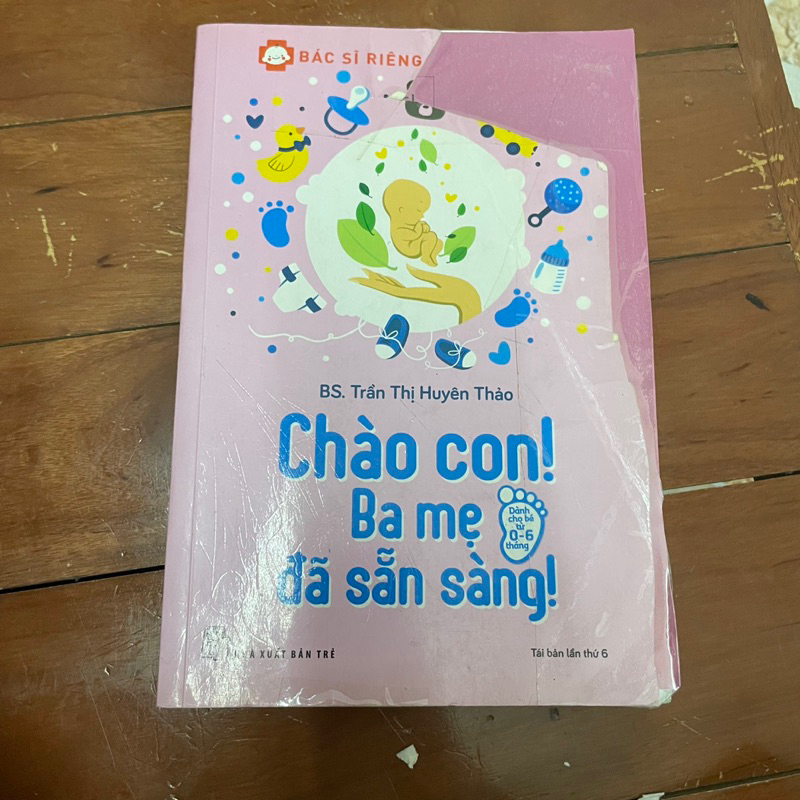 BÁC SĨ RIÊNG
BS. Trần Thị Huyên Thảo
Chào con!
Ba mẹ
Dành
cho bé
từ
0-6
tháng
đã sẵn sàng!
XUẤT BẢN TRẺ
Tái bản lần thứ 6